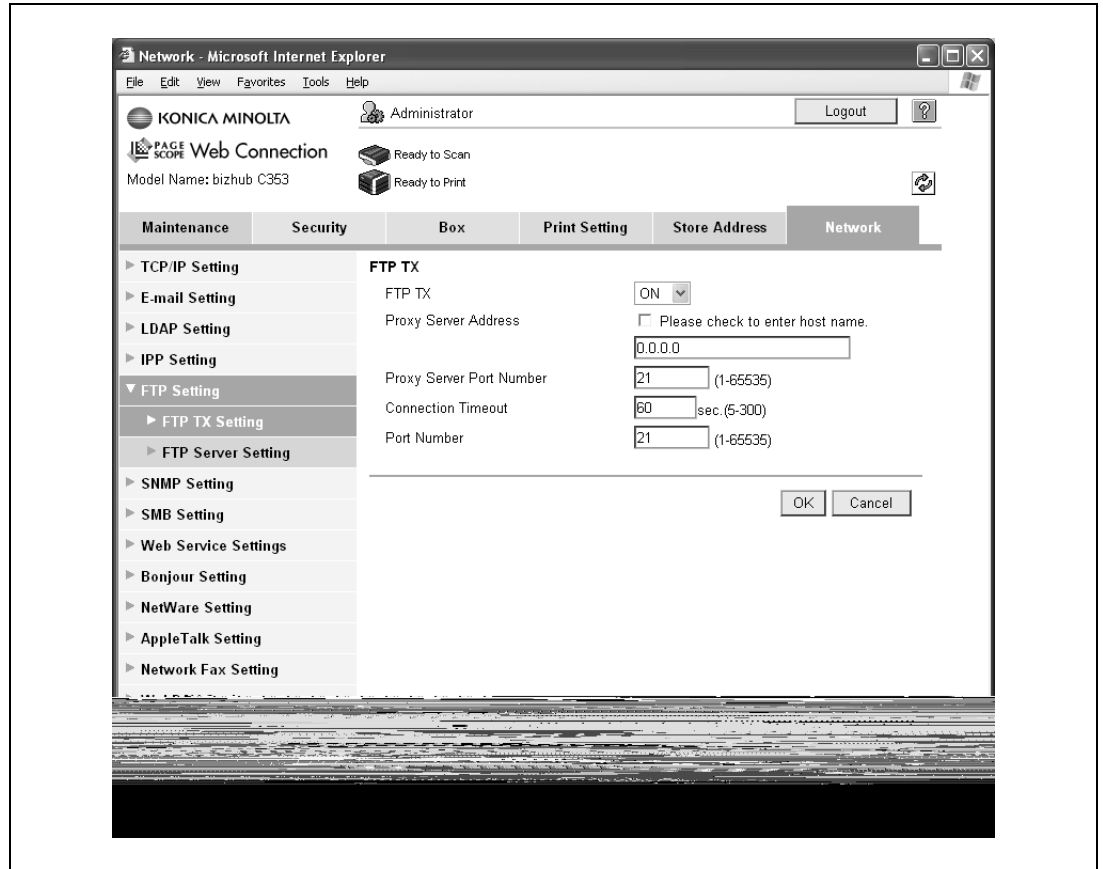 Network - Microsoft Internet Explorer
File Edit View Favorites Tools Help
KONICA MINOLTA
Administrator
Logout
?
PAGE SCOPE Web Connection
Ready to Scan
Model Name: bizhub C353
Ready to Print
Maintenance Security Box Print Setting Store Address Network
TCP/IP Setting
E-mail Setting
LDAP Setting
IPP Setting
FTP Setting
FTP TX Setting
FTP Server Setting
SNMP Setting
SMB Setting
Web Service Settings
Bonjour Setting
NetWare Setting
AppleTalk Setting
Network Fax Setting
FTP TX
FTP TX ON
Proxy Server Address Please check to enter host name.
0.0.0.0
Proxy Server Port Number 21 (1-65535)
Connection Timeout 60 sec.(5-300)
Port Number 21 (1-65535)
OK Cancel